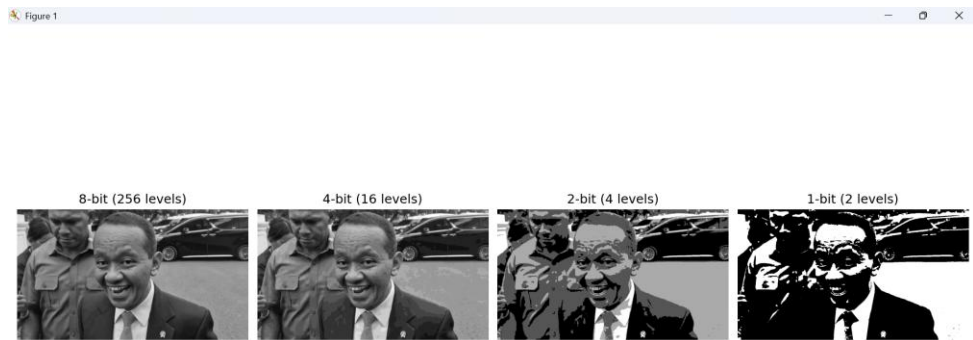 Figure 1
8-bit (256 levels)
4-bit (16 levels)
2-bit (4 levels)
1-bit (2 levels)